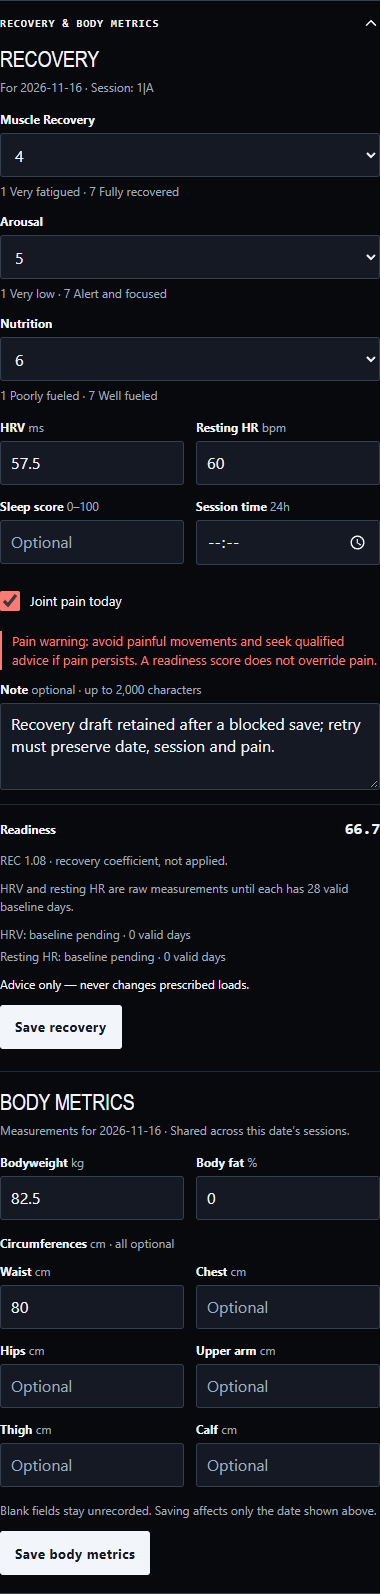 RECOVERY & BODY METRICS
RECOVERY
For 2026-11-16 · Session: 1|A
Muscle Recovery
4
1 Very fatigued · 7 Fully recovered
Arousal
5
1 Very low · 7 Alert and focused
Nutrition
6
1 Poorly fueled · 7 Well fueled
HRV ms
Resting HR bpm
57.5
60
Sleep score 0–100
Session time 24h
Optional
--:--
Joint pain today
Pain warning: avoid painful movements and seek qualified
advice if pain persists. A readiness score does not override pain.
Note optional · up to 2,000 characters
Recovery draft retained after a blocked save; retry
must preserve date, session and pain.
Readiness
66.7
REC 1.08 · recovery coefficient, not applied.
HRV and resting HR are raw measurements until each has 28 valid
baseline days.
HRV: baseline pending · 0 valid days
Resting HR: baseline pending · 0 valid days
Advice only — never changes prescribed loads.
Save recovery
BODY METRICS
Measurements for 2026-11-16 · Shared across this date's sessions.
Bodyweight kg
Body fat %
82.5
0
Circumferences cm · all optional
Waist cm
Chest cm
80
Optional
Hips cm
Upper arm cm
Optional
Optional
Thigh cm
Calf cm
Optional
Optional
Blank fields stay unrecorded. Saving affects only the date shown above.
Save body metrics